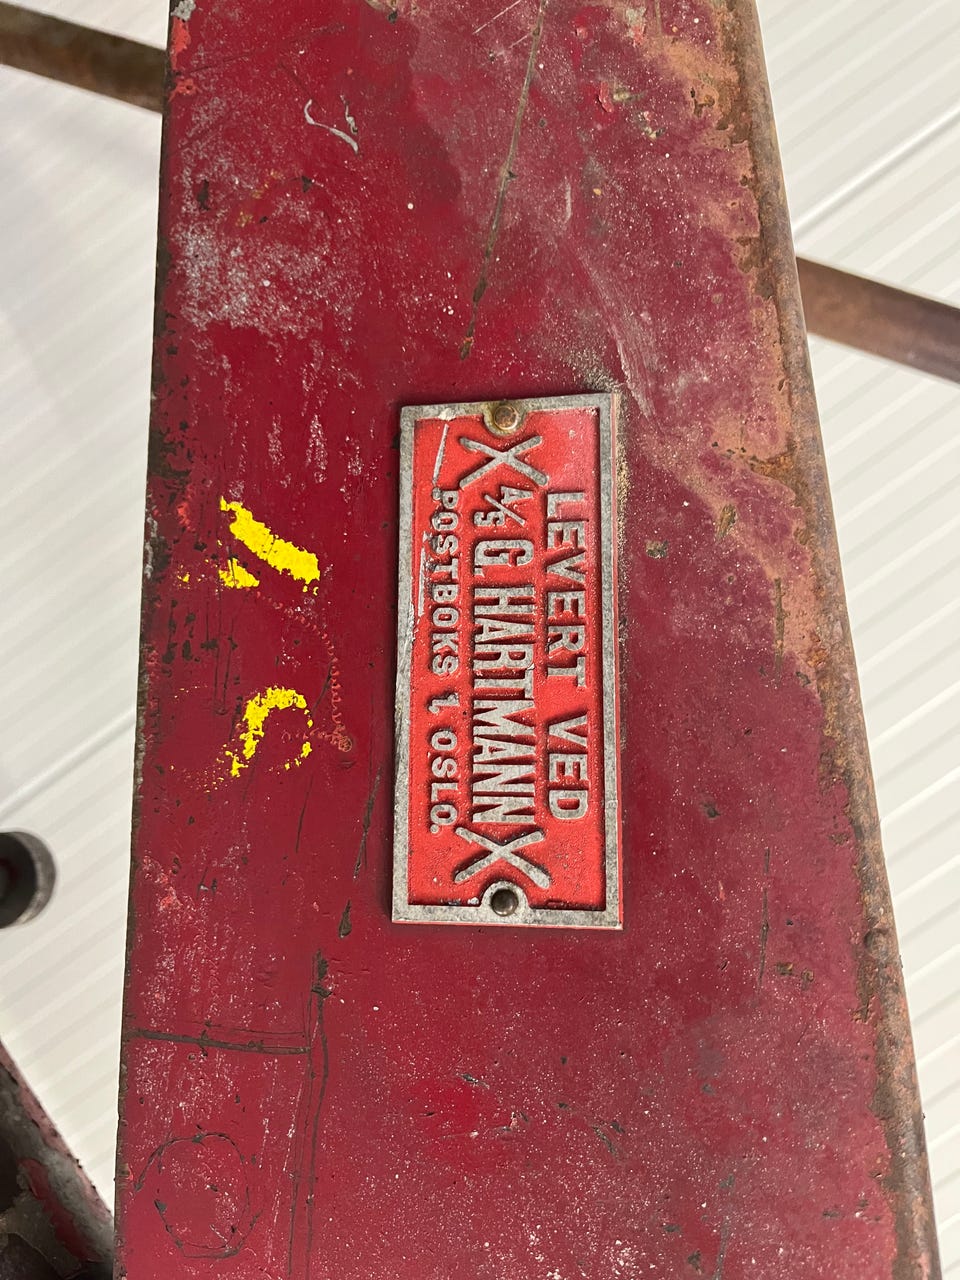 LEVERT VED
A/S G. HARTMANN
POSTBOKS 1 OSLO.